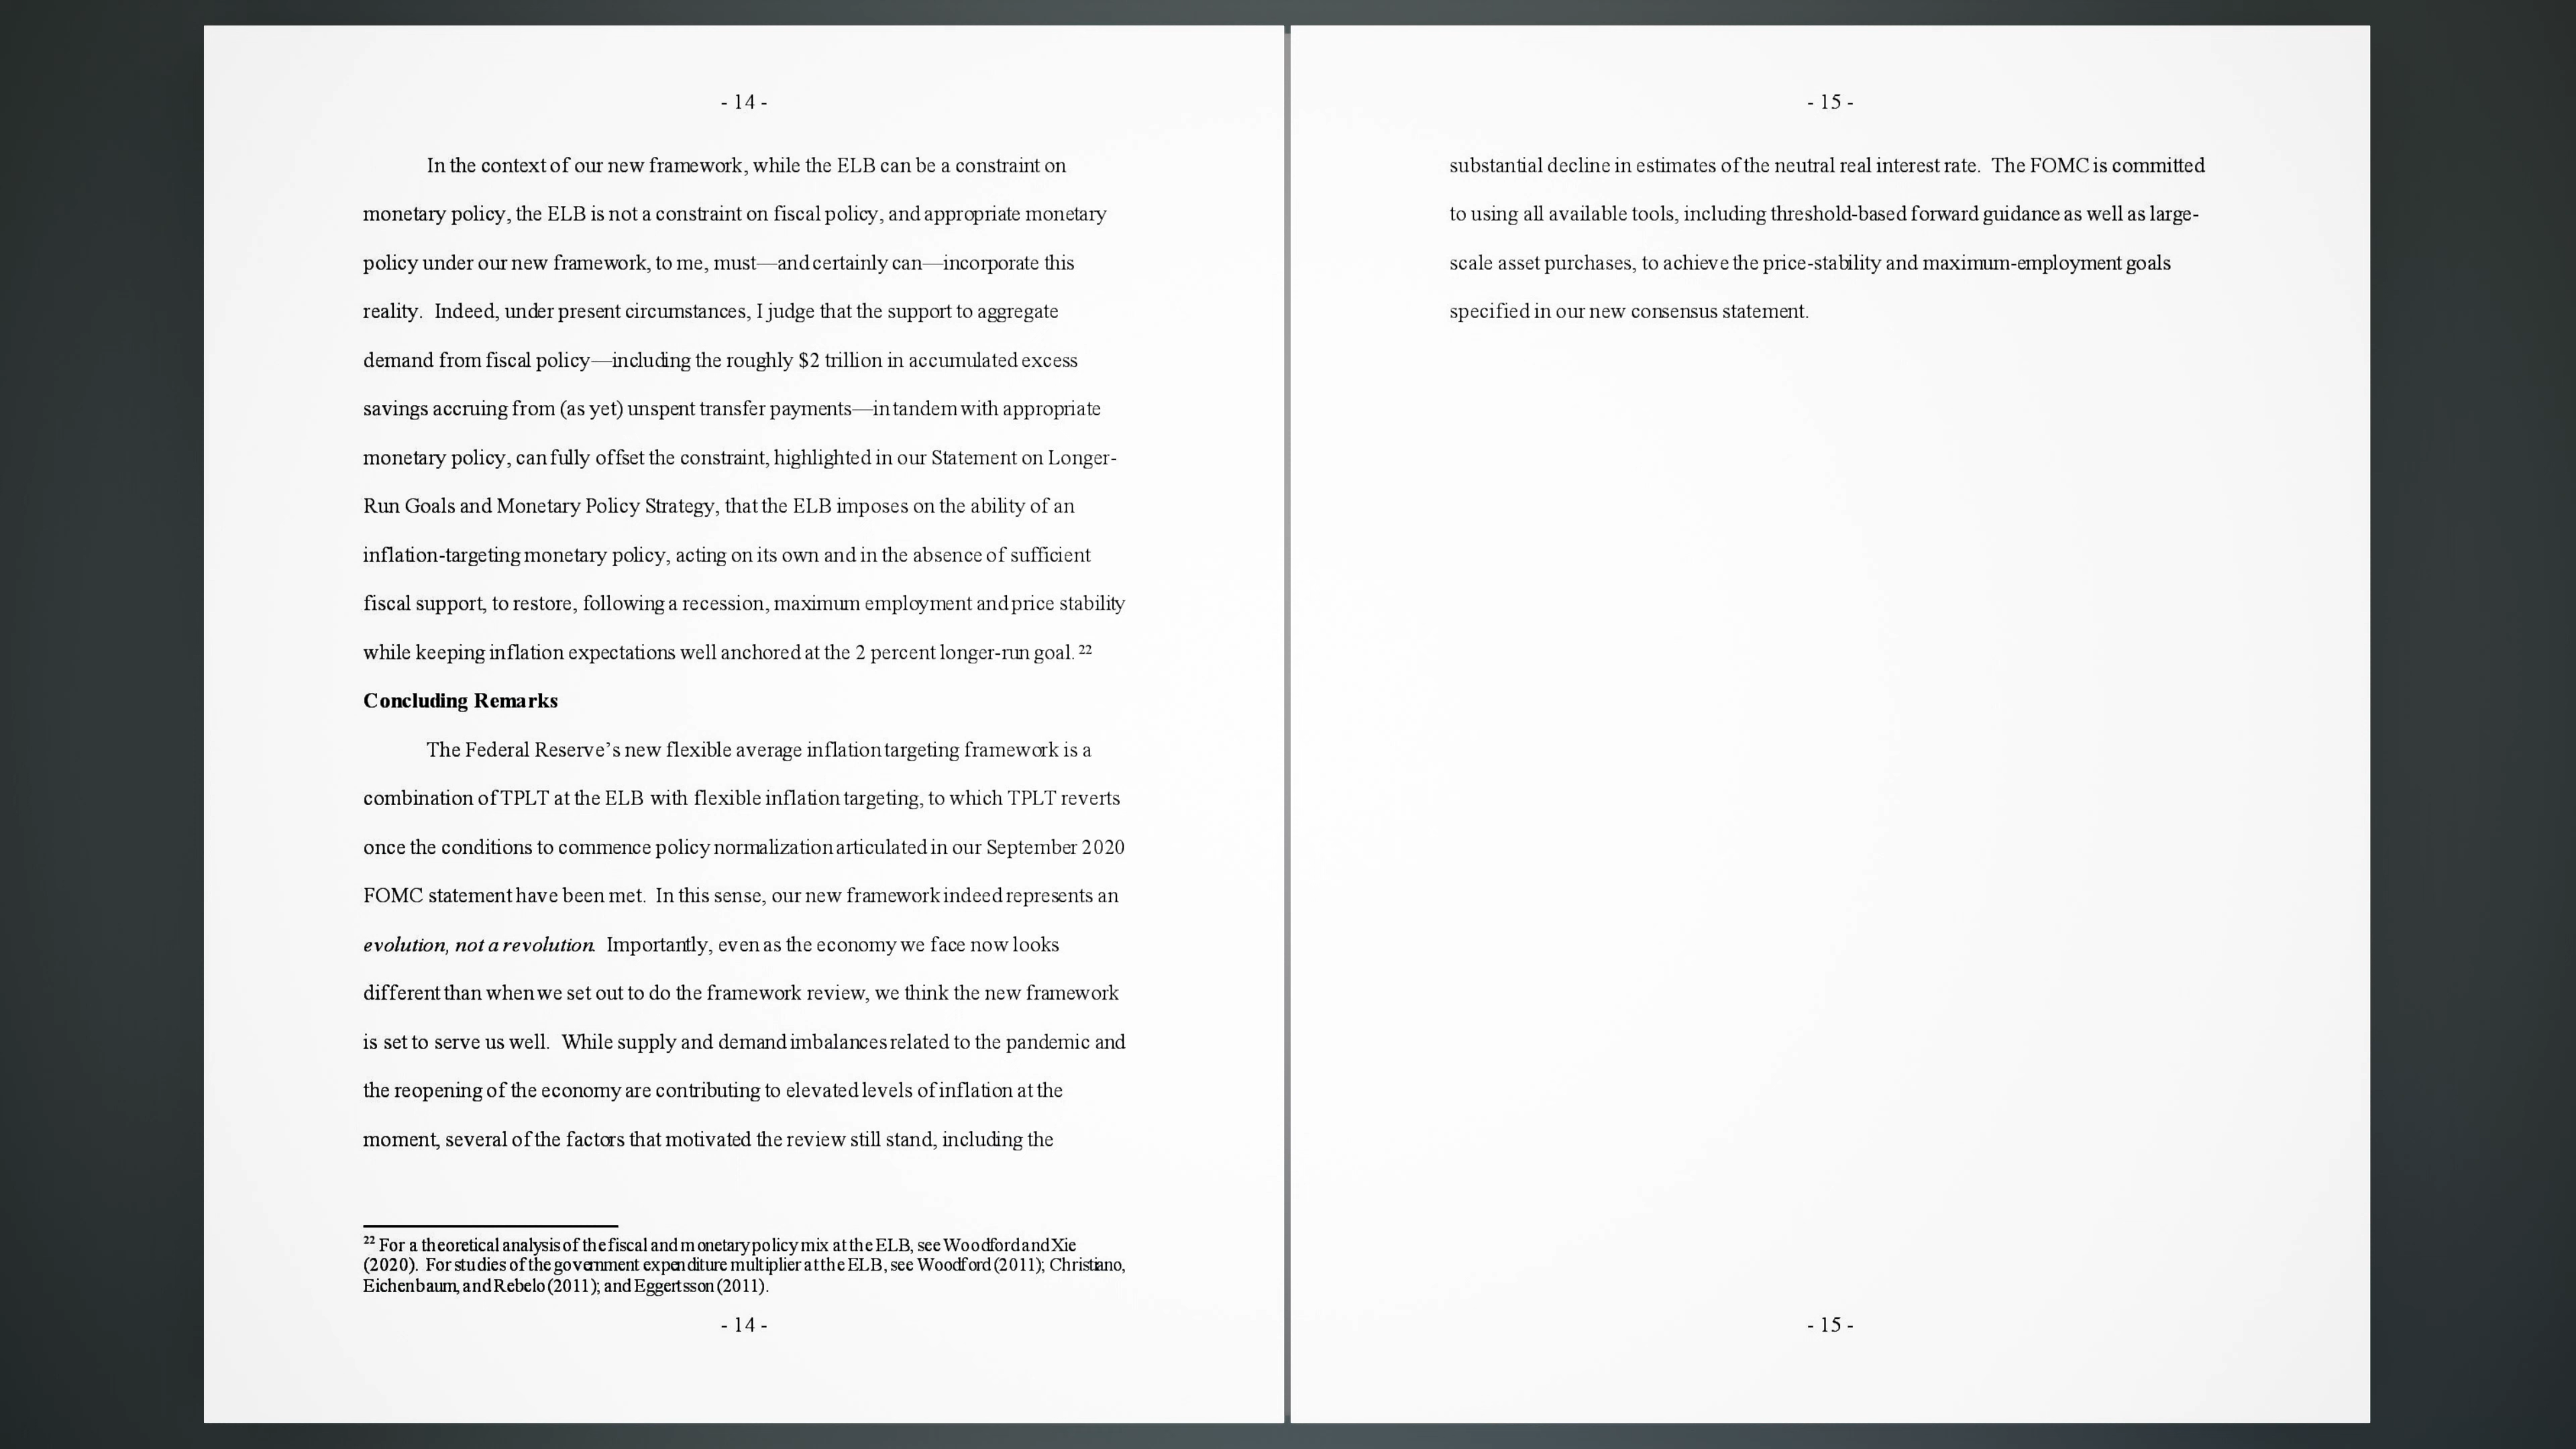 - 14 -
In the context of our new framework, while the ELB can be a constraint on
monetary policy, the ELB is not a constraint on fiscal policy, and appropriate monetary
policy under our new framework, to me, must—and certainly can—incorporate this
reality.  Indeed, under present circumstances, I judge that the support to aggregate
demand from fiscal policy—including the roughly $2 trillion in accumulated excess
savings accruing from (as yet) unspent transfer payments—in tandem with appropriate
monetary policy, can fully offset the constraint, highlighted in our Statement on Longer-
Run Goals and Monetary Policy Strategy, that the ELB imposes on the ability of an
inflation-targeting monetary policy, acting on its own and in the absence of sufficient
fiscal support, to restore, following a recession, maximum employment and price stability
while keeping inflation expectations well anchored at the 2 percent longer-run goal. 22
Concluding Remarks
The Federal Reserve’s new flexible average inflation targeting framework is a
combination of TPLT at the ELB with flexible inflation targeting, to which TPLT reverts
once the conditions to commence policy normalization articulated in our September 2020
FOMC statement have been met.  In this sense, our new framework indeed represents an
evolution, not a revolution.  Importantly, even as the economy we face now looks
different than when we set out to do the framework review, we think the new framework
is set to serve us well.  While supply and demand imbalances related to the pandemic and
the reopening of the economy are contributing to elevated levels of inflation at the
moment, several of the factors that motivated the review still stand, including the
22 For a theoretical analysis of the fiscal and monetary policy mix at the ELB, see Woodford and Xie
(2020).  For studies of the government expenditure multiplier at the ELB, see Woodford (2011); Christiano,
Eichenbaum, and Rebelo (2011); and Eggertsson (2011).
- 14 -
- 15 -
substantial decline in estimates of the neutral real interest rate.  The FOMC is committed
to using all available tools, including threshold-based forward guidance as well as large-
scale asset purchases, to achieve the price-stability and maximum-employment goals
specified in our new consensus statement.
- 15 -